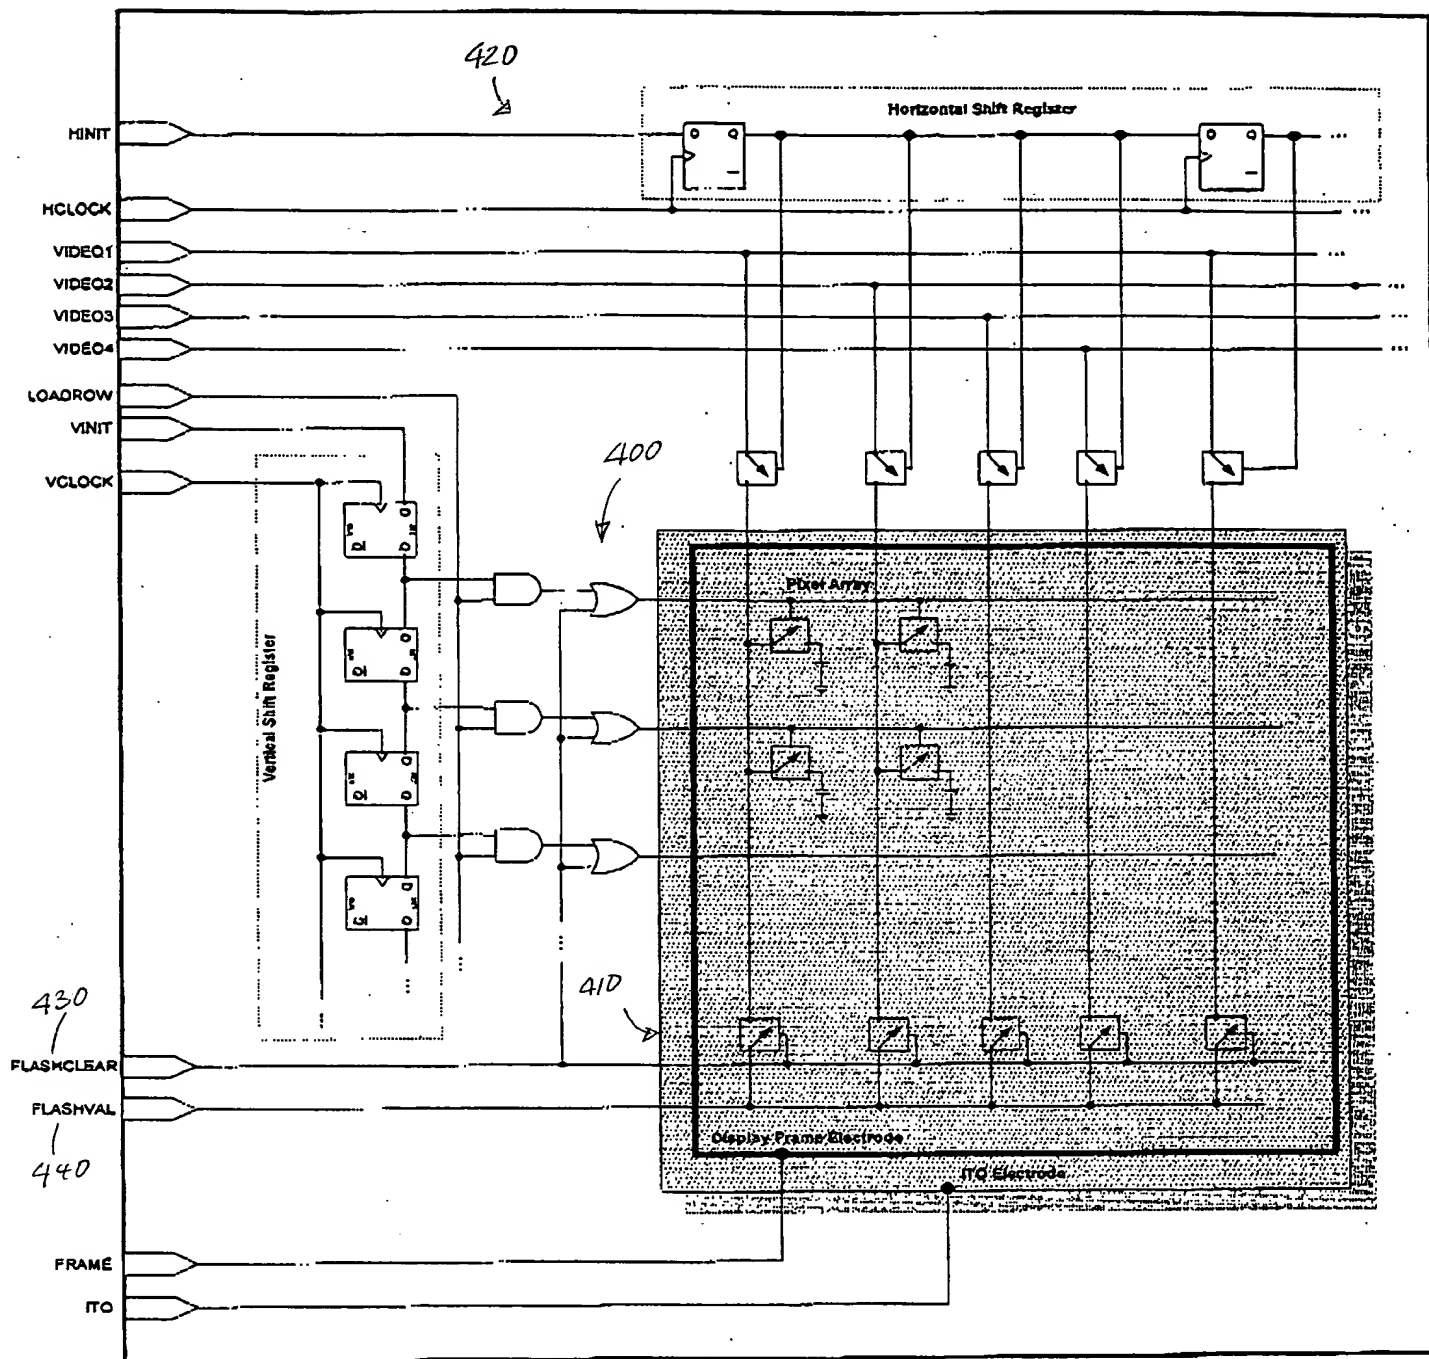 420
Horizontal Shift Register
HINIT
D Q
D Q
...
HCLOCK
...
VIDEO1
...
VIDEO2
...
VIDEO3
...
VIDEO4
...
LOADROW
VINIT
400
VCLOCK
D
Q
Pixel Array
D
Q
Vertical Shift Register
D
Q
D
Q
...
410
430
FLASHCLEAR
FLASHVAL
440
Display Frame Electrode
ITO Electrode
FRAME
ITO